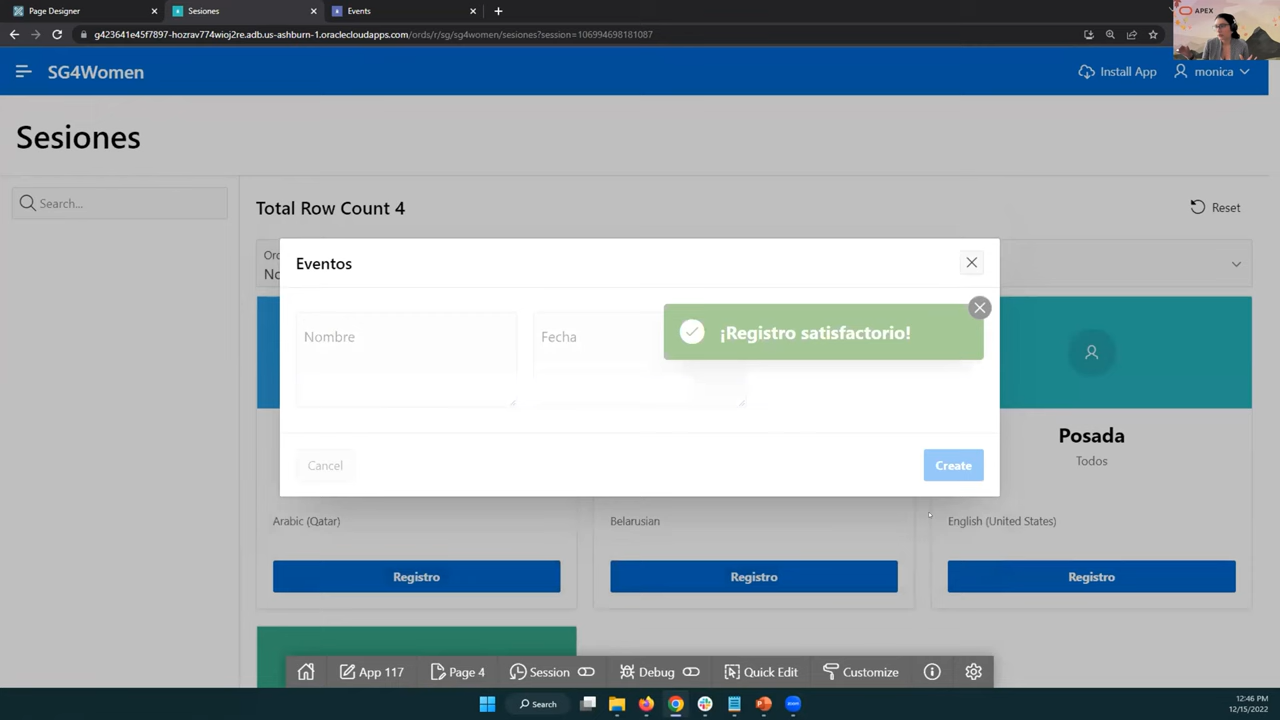 Page Designer
Sesiones
Events
g423641e45f7897-hozrav774wioj2re.adb.us-ashburn-1.oraclecloudapps.com/ords/r/sg/sg4women/sesiones?session=106994698181087
APEX
SG4Women
Install App
monica
Sesiones
Search...
Total Row Count 4
Reset
Eventos
Nombre
Fecha
¡Registro satisfactorio!
Cancel
Create
Posada
Todos
Arabic (Qatar)
Belarusian
English (United States)
Registro
Registro
Registro
App 117
Page 4
Session
Debug
Quick Edit
Customize
Search
12:46 PM
12/15/2022